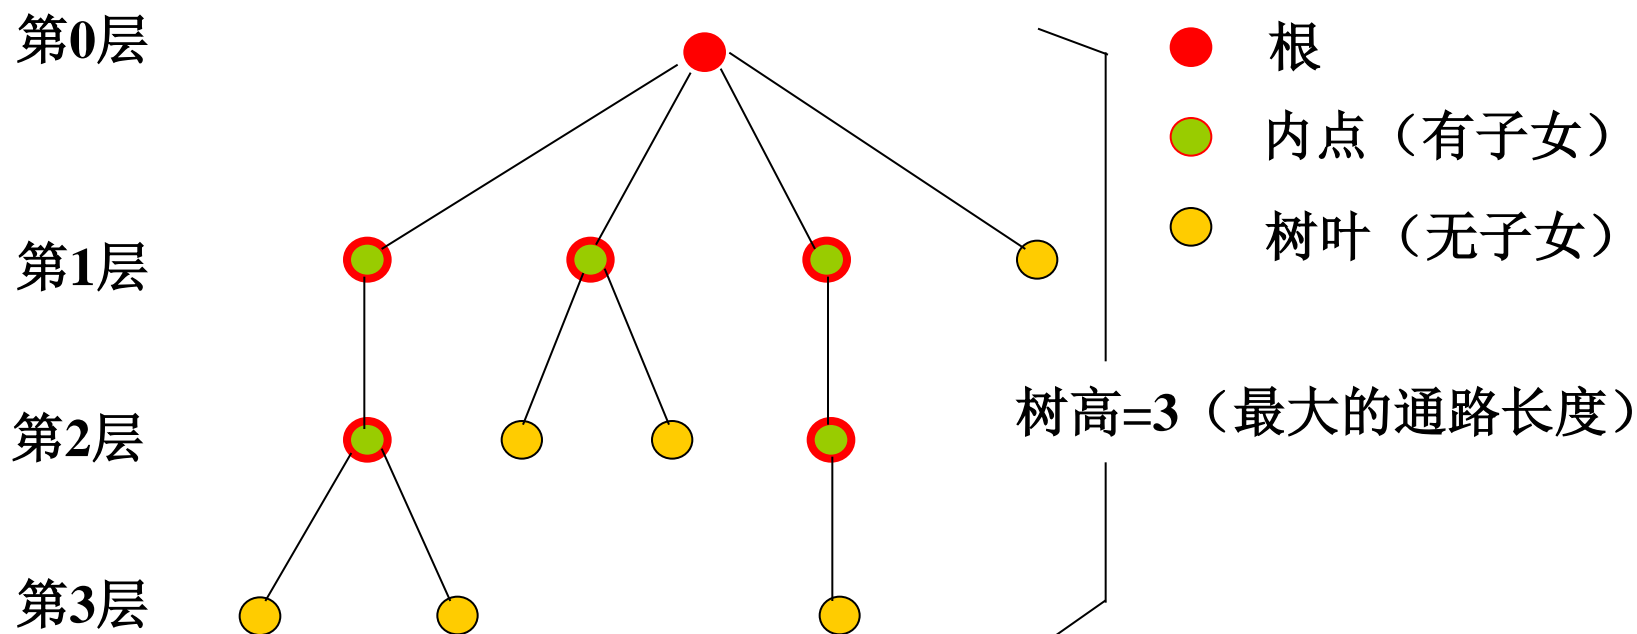 第0层
根
内点（有子女）
树叶（无子女）
第1层
树高=3（最大的通路长度）
第2层
第3层